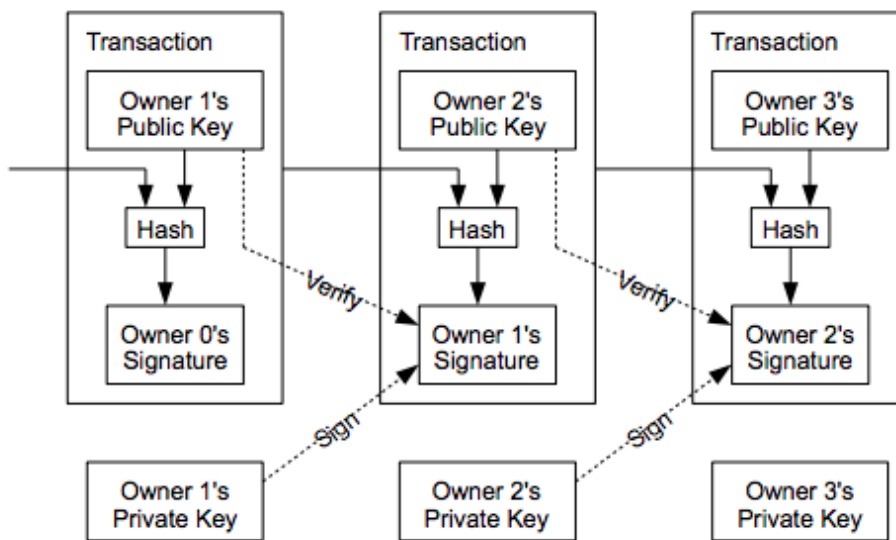 Transaction
Transaction
Transaction
Owner 1's
Public Key
Owner 2's
Public Key
Owner 3's
Public Key
Hash
Hash
Hash
Verify
Verify
Owner 0's
Signature
Owner 1's
Signature
Owner 2's
Signature
Sign
Sign
Owner 1's
Private Key
Owner 2's
Private Key
Owner 3's
Private Key